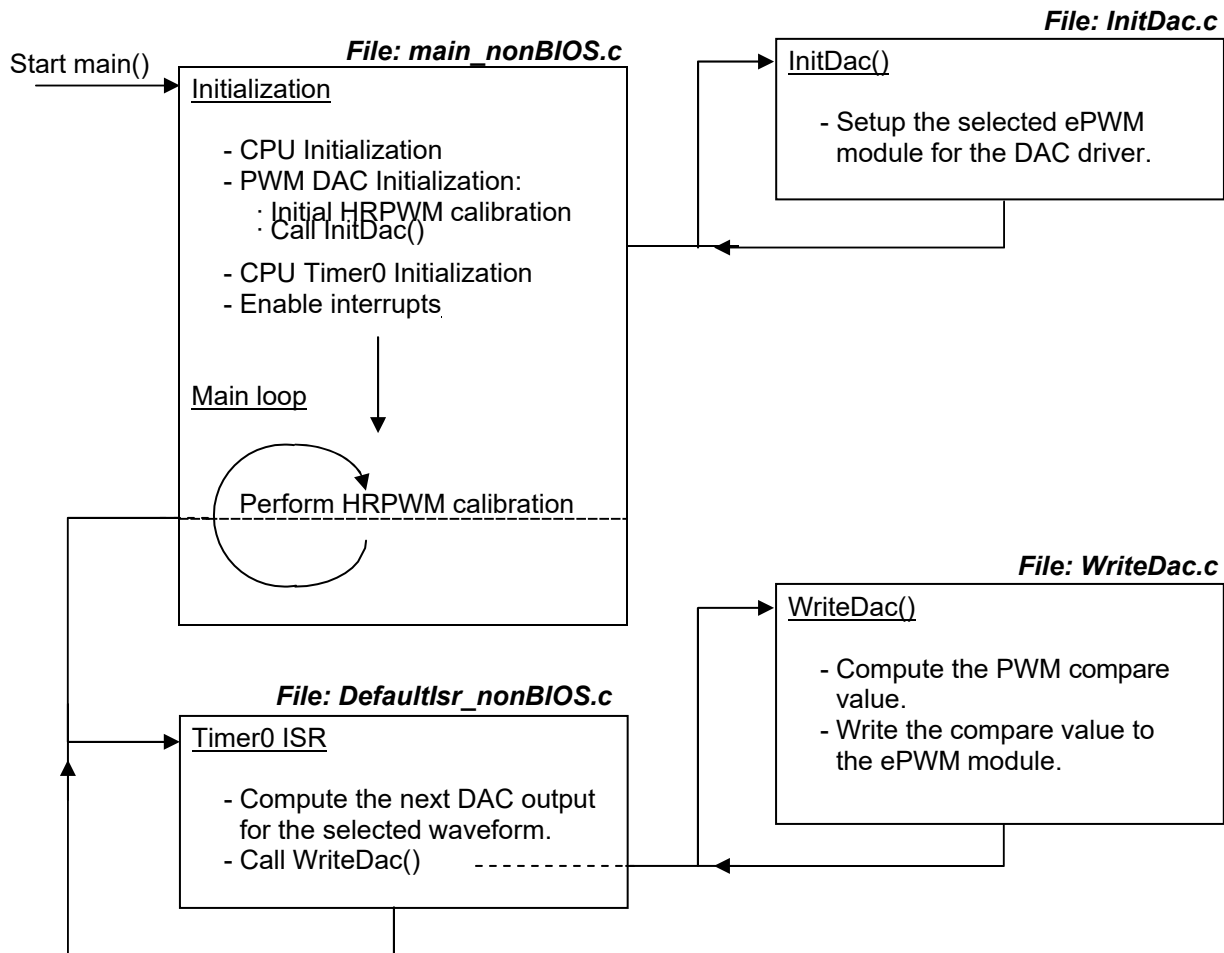 File: InitDac.c
File: main_nonBIOS.c
Start main()
Initialization
- CPU Initialization
- PWM DAC Initialization:
· Initial HRPWM calibration
· Call InitDac()
- CPU Timer0 Initialization
- Enable interrupts
Main loop
Perform HRPWM calibration
InitDac()
- Setup the selected ePWM
module for the DAC driver.
File: WriteDac.c
WriteDac()
- Compute the PWM compare
value.
- Write the compare value to
the ePWM module.
File: DefaultIsr_nonBIOS.c
Timer0 ISR
- Compute the next DAC output
for the selected waveform.
- Call WriteDac()